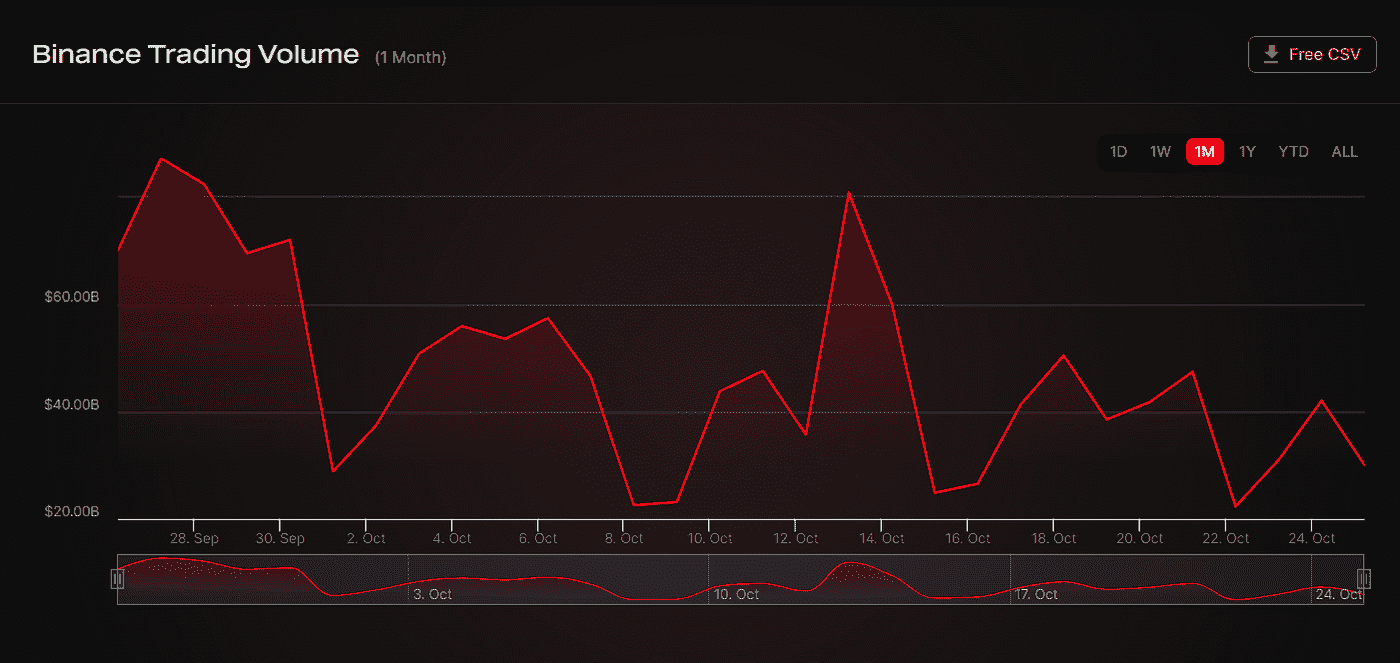 Binance Trading Volume (1 Month)
Free CSV
1D 1W 1M 1Y YTD ALL
$60.00B
$40.00B
$20.00B
28. Sep 30. Sep 2. Oct 4. Oct 6. Oct 8. Oct 10. Oct 12. Oct 14. Oct 16. Oct 18. Oct 20. Oct 22. Oct 24. Oct
3. Oct 10. Oct 17. Oct 24. Oct